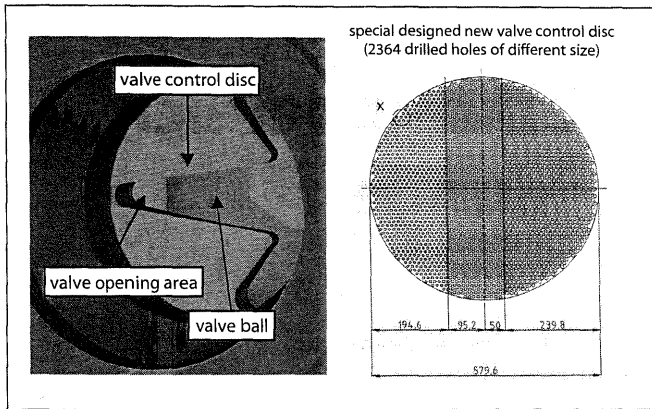 special designed new valve control disc
(2364 drilled holes of different size)
valve control disc
x
valve opening area
valve ball
194.6
95.2
50
239.8
579.6